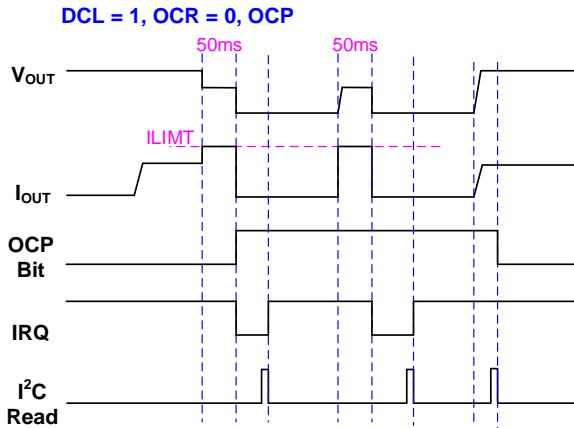 DCL = 1, OCR = 0, OCP
50ms 50ms
VOUT
ILIMT
IOUT
OCP
Bit
IRQ
I²C
Read